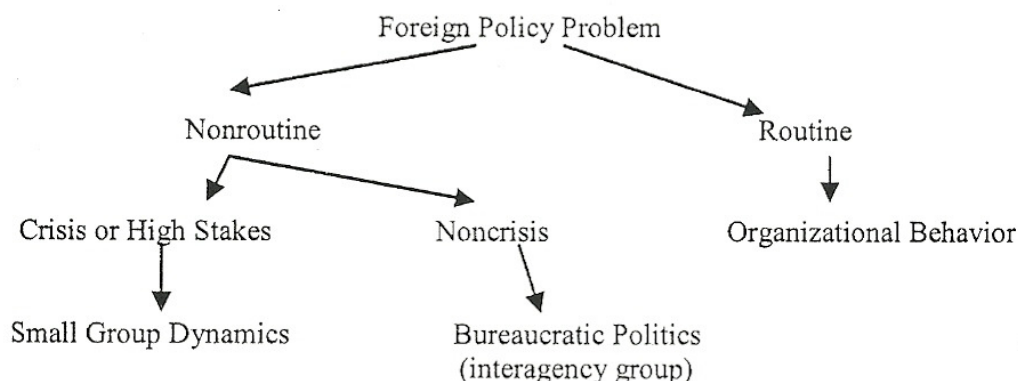 Foreign Policy Problem
Nonroutine
Routine
Crisis or High Stakes
Noncrisis
Organizational Behavior
Small Group Dynamics
Bureaucratic Politics
(interagency group)